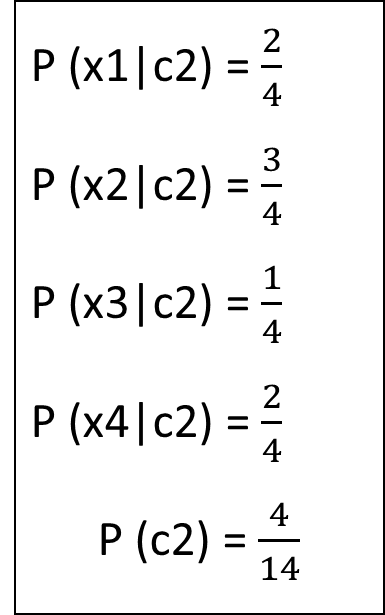 P (x1|c2) = 2/4
P (x2|c2) = 3/4
P (x3|c2) = 1/4
P (x4|c2) = 2/4
P (c2) = 4/14